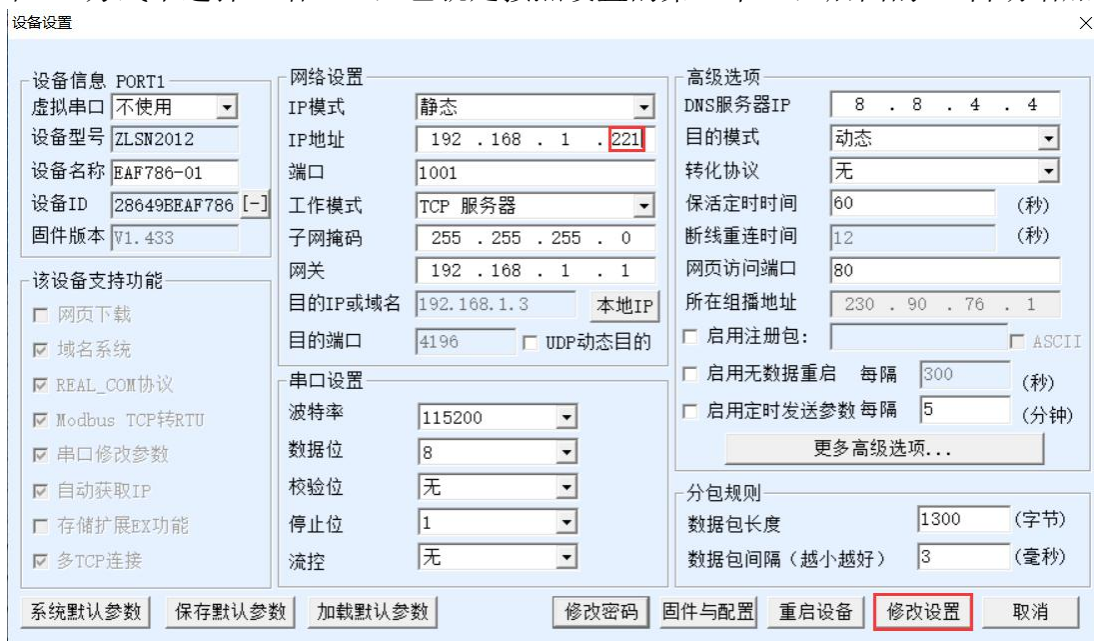 设备设置
设备信息 PORT1
虚拟串口 不使用
设备型号 ZLSN2012
设备名称 EAF786-01
设备ID 28649BEAF786 [-]
固件版本 V1.433
该设备支持功能
网页下载
域名系统
REAL_COM协议
Modbus TCP转RTU
串口修改参数
自动获取IP
存储扩展EX功能
多TCP连接
网络设置
IP模式 静态
IP地址 192 . 168 . 1 . 221
端口 1001
工作模式 TCP 服务器
子网掩码 255 . 255 . 255 . 0
网关 192 . 168 . 1 . 1
目的IP或域名 192.168.1.3 本地IP
目的端口 4196 UDP动态目的
串口设置
波特率 115200
数据位 8
校验位 无
停止位 1
流控 无
高级选项
DNS服务器IP 8 . 8 . 4 . 4
目的模式 动态
转化协议 无
保活定时时间 60 (秒)
断线重连时间 12 (秒)
网页访问端口 80
所在组播地址 230 . 90 . 76 . 1
启用注册包: ASCII
启用无数据重启 每隔 300 (秒)
启用定时发送参数 每隔 5 (分钟)
更多高级选项...
分包规则
数据包长度 1300 (字节)
数据包间隔（越小越好） 3 (毫秒)
系统默认参数 保存默认参数 加载默认参数 修改密码 固件与配置 重启设备 修改设置 取消